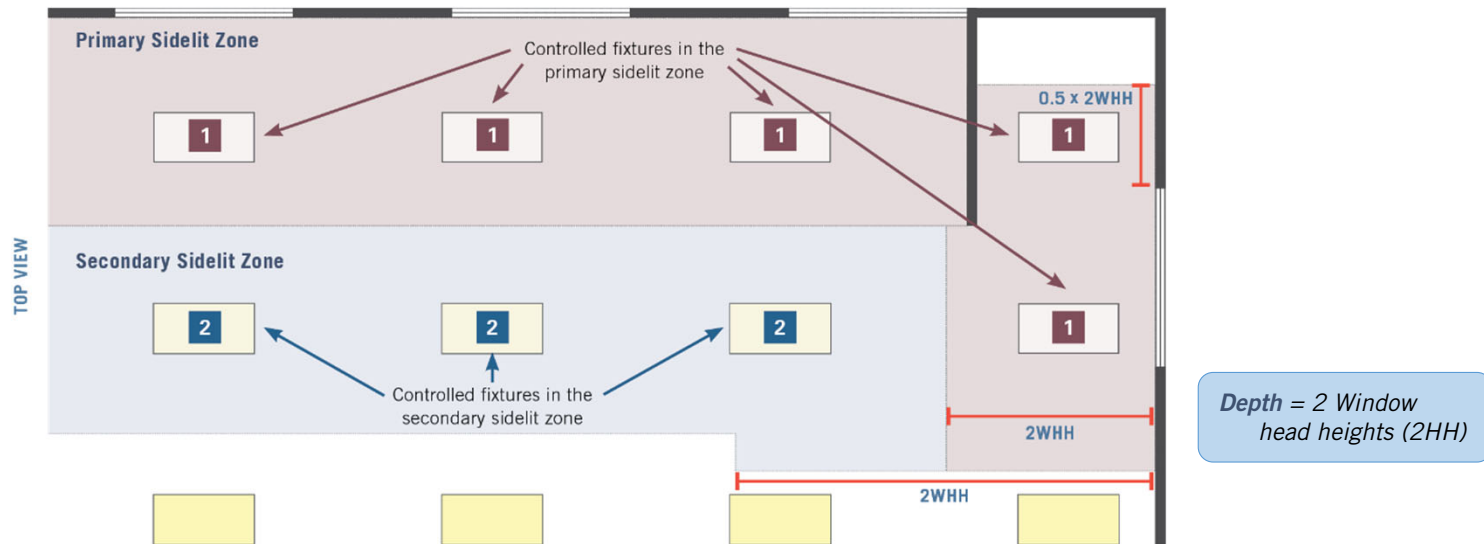 Primary Sidelit Zone
Controlled fixtures in the
primary sidelit zone
0.5 x 2WHH
1
1
1
1
TOP VIEW
Secondary Sidelit Zone
2
2
2
1
Controlled fixtures in the
secondary sidelit zone
2WHH
2WHH
Depth = 2 Window
head heights (2HH)